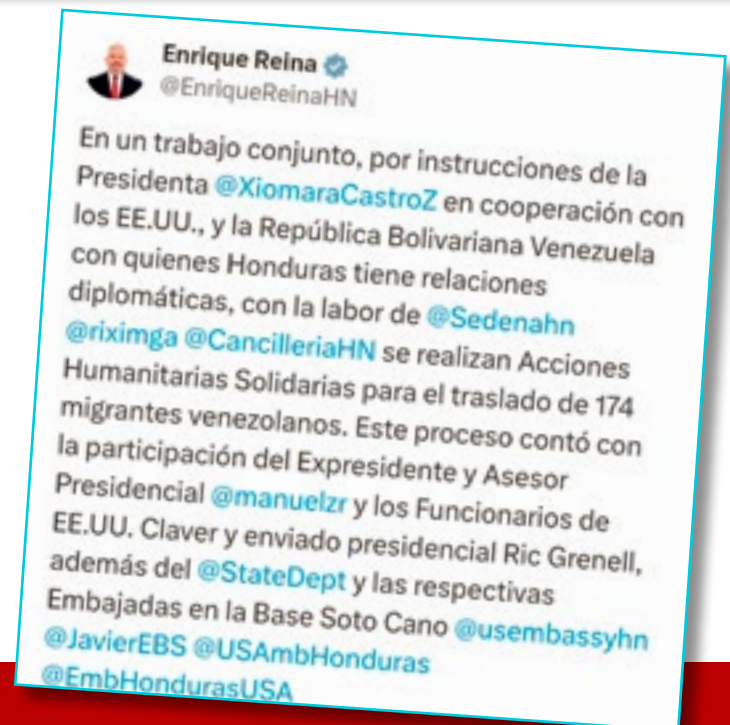 Enrique Reina
@EnriqueReinaHN
En un trabajo conjunto, por instrucciones de la
Presidenta @XiomaraCastroZ en cooperación con
los EE.UU., y la República Bolivariana Venezuela
con quienes Honduras tiene relaciones
diplomáticas, con la labor de @Sedenahn
@riximga @CancilleriaHN se realizan Acciones
Humanitarias Solidarias para el traslado de 174
migrantes venezolanos. Este proceso contó con
la participación del Expresidente y Asesor
Presidencial @manuelzr y los Funcionarios de
EE.UU. Claver y enviado presidencial Ric Grenell,
además del @StateDept y las respectivas
Embajadas en la Base Soto Cano @usembassyhn
@JavierEBS @USAmbHonduras
@EmbHondurasUSA